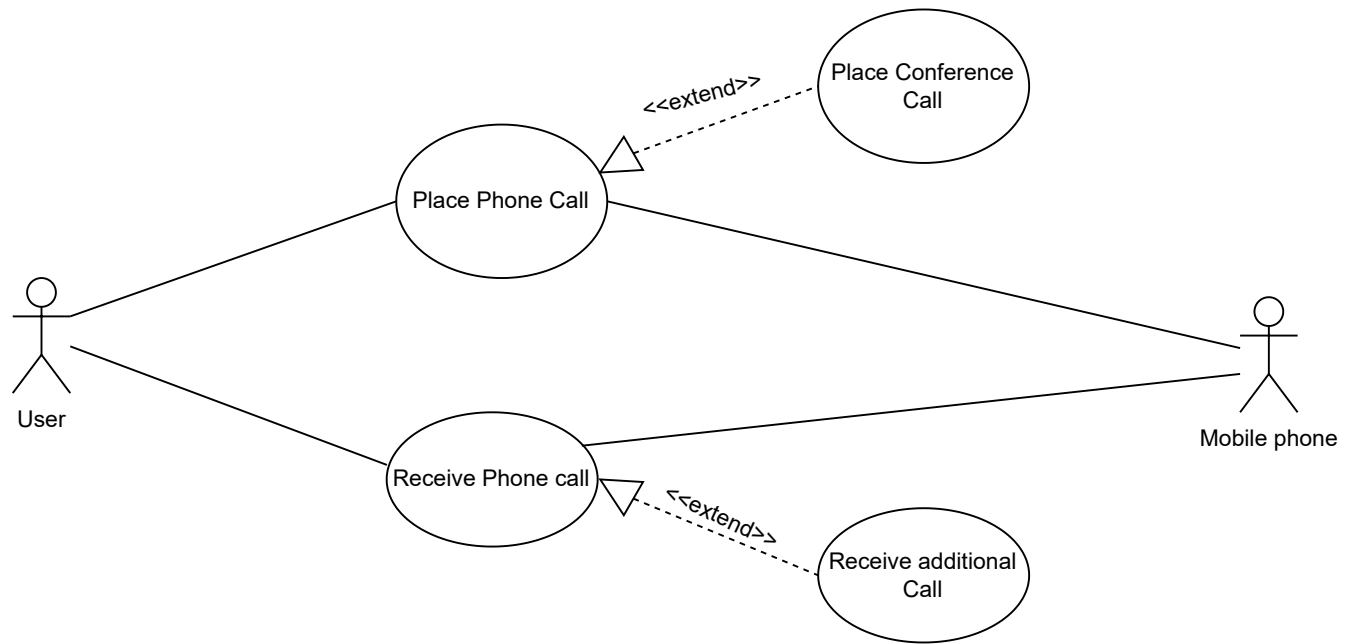 Place Conference
Call
<<extend>>
Place Phone Call
User
Mobile phone
Receive Phone call
<<extend>>
Receive additional
Call